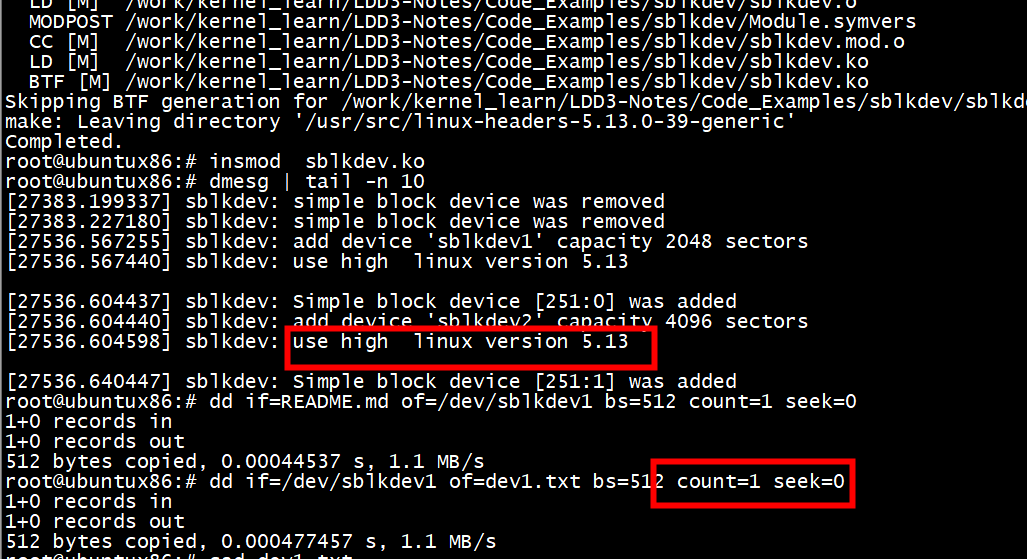 LD [M] /work/kernel_learn/LDD3-Notes/Code_Examples/sblkdev/sblkdev.o
MODPOST /work/kernel_learn/LDD3-Notes/Code_Examples/sblkdev/Module.symvers
CC [M] /work/kernel_learn/LDD3-Notes/Code_Examples/sblkdev/sblkdev.mod.o
LD [M] /work/kernel_learn/LDD3-Notes/Code_Examples/sblkdev/sblkdev.ko
BTF [M] /work/kernel_learn/LDD3-Notes/Code_Examples/sblkdev/sblkdev.ko
Skipping BTF generation for /work/kernel_learn/LDD3-Notes/Code_Examples/sblkdev/sblkd
make: Leaving directory '/usr/src/linux-headers-5.13.0-39-generic'
Completed.
root@ubuntux86:# insmod  sblkdev.ko
root@ubuntux86:# dmesg | tail -n 10
[27383.199337] sblkdev: simple block device was removed
[27383.227180] sblkdev: simple block device was removed
[27536.567255] sblkdev: add device 'sblkdev1' capacity 2048 sectors
[27536.567440] sblkdev: use high  linux version 5.13
[27536.604437] sblkdev: Simple block device [251:0] was added
[27536.604440] sblkdev: add device 'sblkdev2' capacity 4096 sectors
[27536.604598] sblkdev: use high  linux version 5.13
[27536.640447] sblkdev: Simple block device [251:1] was added
root@ubuntux86:# dd if=README.md of=/dev/sblkdev1 bs=512 count=1 seek=0
1+0 records in
1+0 records out
512 bytes copied, 0.00044537 s, 1.1 MB/s
root@ubuntux86:# dd if=/dev/sblkdev1 of=dev1.txt bs=512 count=1 seek=0
1+0 records in
1+0 records out
512 bytes copied, 0.000477457 s, 1.1 MB/s